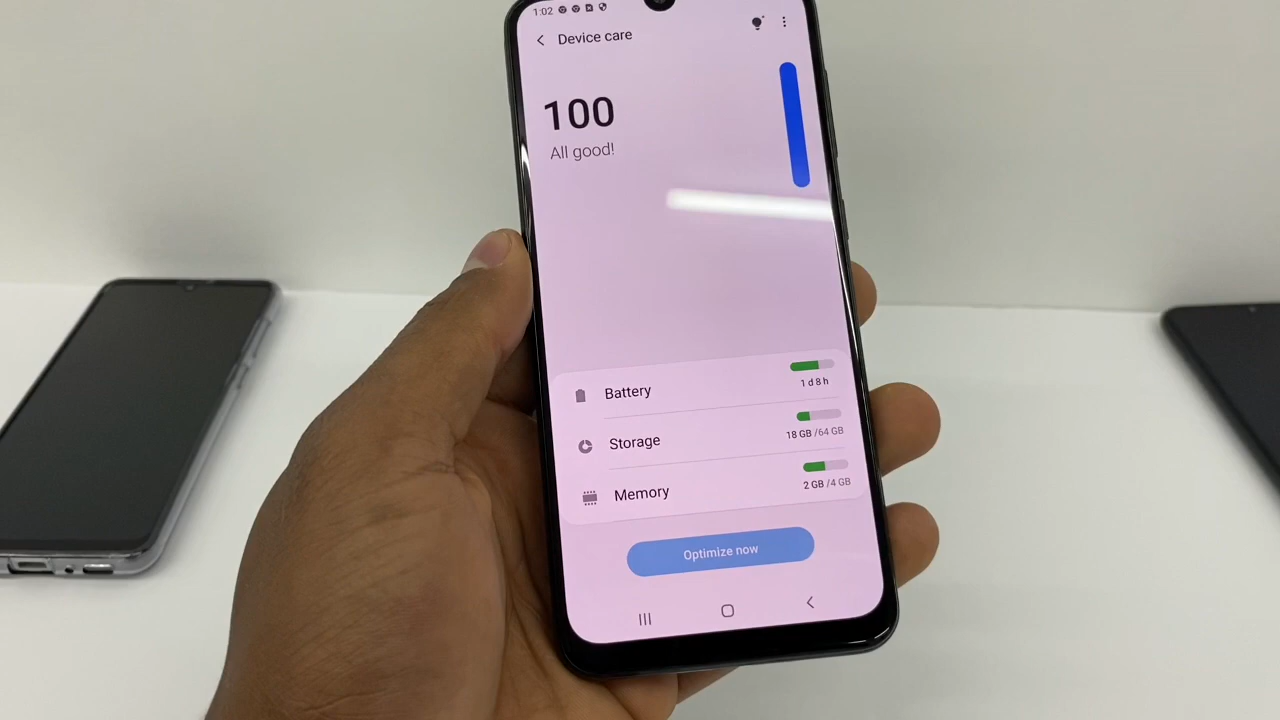 1:02
Device care
100
All good!
Battery
1 d 8 h
Storage
18 GB /64 GB
Memory
2 GB /4 GB
Optimize now